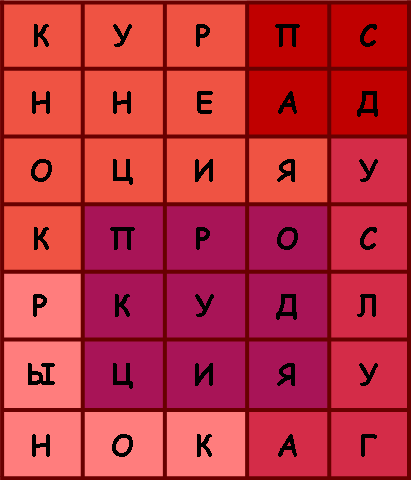 К У Р П С
Н Н Е А Д
О Ц И Я У
К П Р О С
Р К У Д Л
Ы Ц И Я У
Н О К А Г